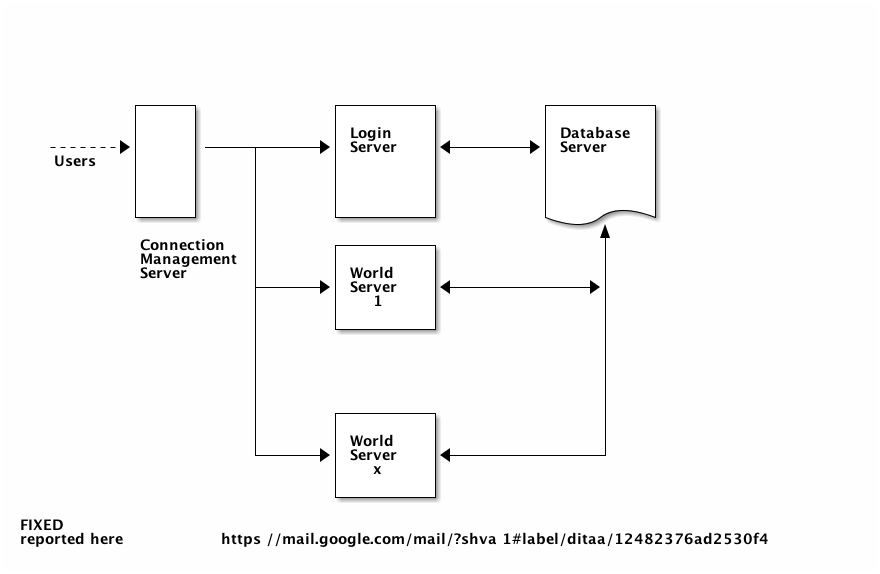 Login
Server
Database
Server
Users
Connection
Management
Server
World
Server
1
World
Server
x
FIXED
reported here
https //mail.google.com/mail/?shva 1#label/ditaa/12482376ad2530f4